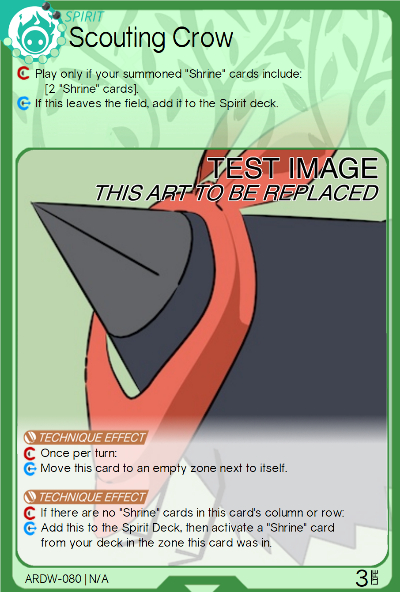 SPIRIT
Scouting Crow
Play only if your summoned "Shrine" cards include:
[2 "Shrine" cards].
If this leaves the field, add it to the Spirit deck.
TEST IMAGE
THIS ART TO BE REPLACED
TECHNIQUE EFFECT
Once per turn:
Move this card to an empty zone next to itself.
TECHNIQUE EFFECT
If there are no "Shrine" cards in this card's column or row:
Add this to the Spirit Deck, then activate a "Shrine" card
from your deck in the zone this card was in.
ARDW-080 | N/A
3 LIFE